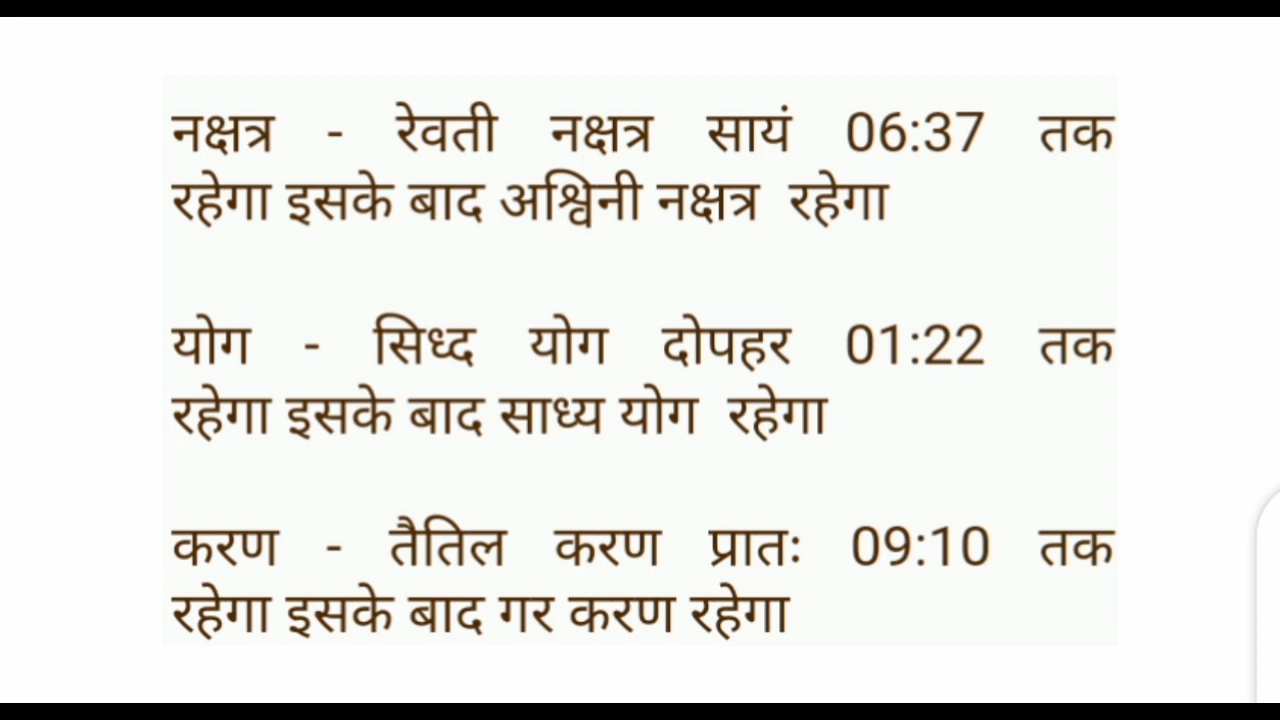 नक्षत्र - रेवती नक्षत्र सायं 06:37 तक
रहेगा इसके बाद अश्विनी नक्षत्र रहेगा
योग - सिध्द योग दोपहर 01:22 तक
रहेगा इसके बाद साध्य योग रहेगा
करण - तैतिल करण प्रातः 09:10 तक
रहेगा इसके बाद गर करण रहेगा